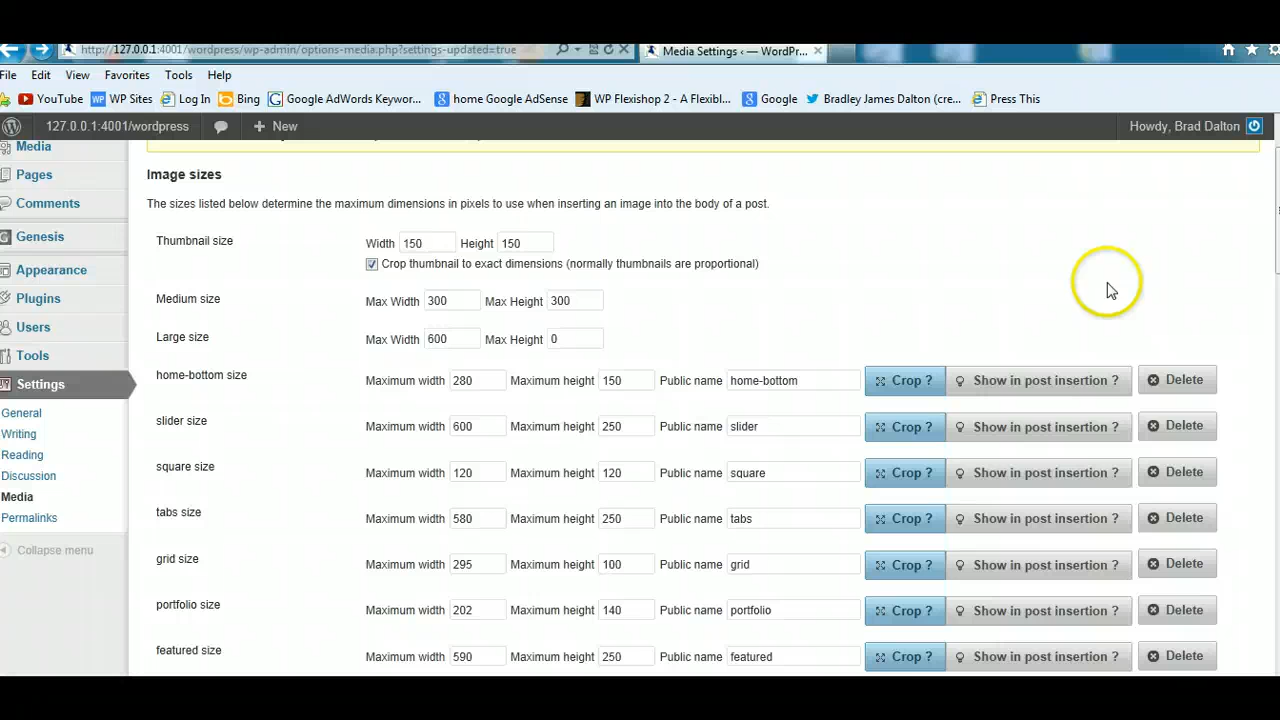 http://127.0.0.1:4001/wordpress/wp-admin/options-media.php?settings-updated=true
Media Settings ‹ — WordPr...
File Edit View Favorites Tools Help
YouTube WP Sites Log In Bing Google AdWords Keywor... home Google AdSense WP Flexishop 2 - A Flexibl... Google Bradley James Dalton (cre... Press This
127.0.0.1:4001/wordpress + New Howdy, Brad Dalton
Media
Pages
Comments
Genesis
Appearance
Plugins
Users
Tools
Settings
General
Writing
Reading
Discussion
Media
Permalinks
Collapse menu
Image sizes
The sizes listed below determine the maximum dimensions in pixels to use when inserting an image into the body of a post.
Thumbnail size Width 150 Height 150
Crop thumbnail to exact dimensions (normally thumbnails are proportional)
Medium size Max Width 300 Max Height 300
Large size Max Width 600 Max Height 0
home-bottom size Maximum width 280 Maximum height 150 Public name home-bottom Crop ? Show in post insertion ? Delete
slider size Maximum width 600 Maximum height 250 Public name slider Crop ? Show in post insertion ? Delete
square size Maximum width 120 Maximum height 120 Public name square Crop ? Show in post insertion ? Delete
tabs size Maximum width 580 Maximum height 250 Public name tabs Crop ? Show in post insertion ? Delete
grid size Maximum width 295 Maximum height 100 Public name grid Crop ? Show in post insertion ? Delete
portfolio size Maximum width 202 Maximum height 140 Public name portfolio Crop ? Show in post insertion ? Delete
featured size Maximum width 590 Maximum height 250 Public name featured Crop ? Show in post insertion ? Delete